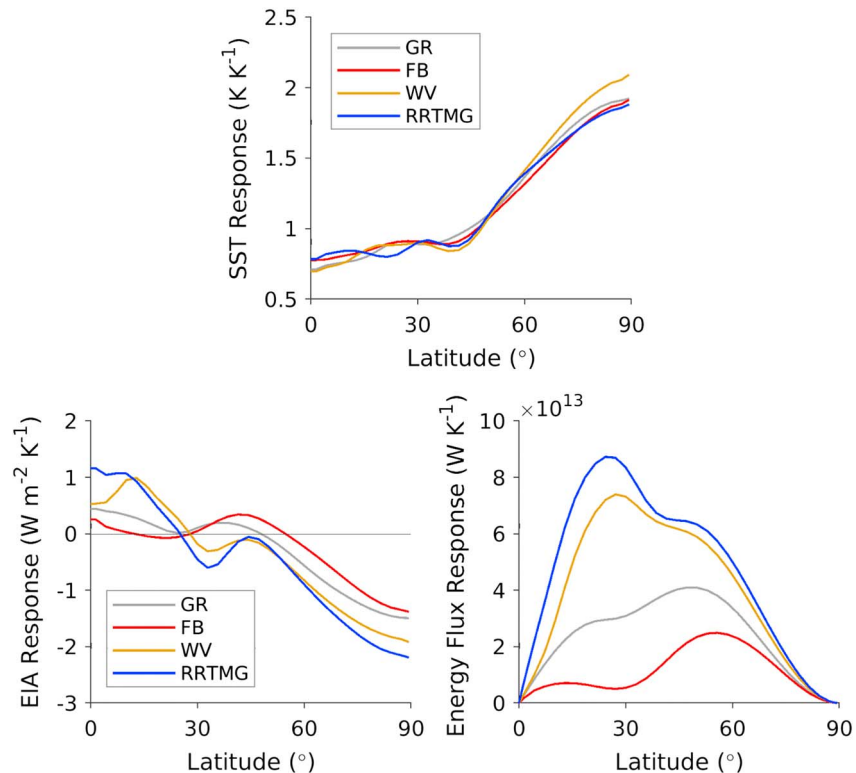 2.5
2
1.5
1
0.5
SST Response (K K⁻¹)
GR
FB
WV
RRTMG
0
30
60
90
Latitude (°)
2
1
0
-1
-2
-3
EIA Response (W m⁻² K⁻¹)
GR
FB
WV
RRTMG
0
30
60
90
Latitude (°)
×10¹³
10
8
6
4
2
0
Energy Flux Response (W K⁻¹)
0
30
60
90
Latitude (°)